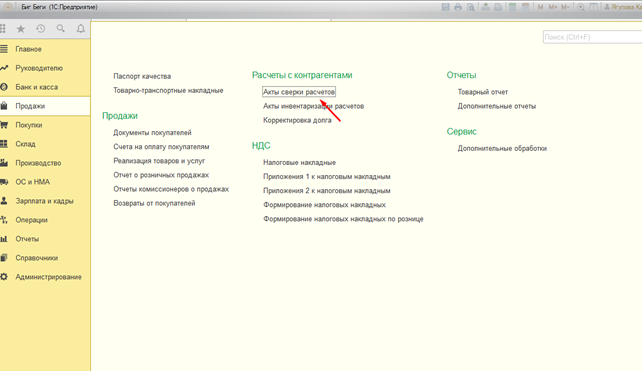 Биг Беги (1С:Предприятие)
M M+ M-
Поиск (Ctrl+F)
Главное
Руководителю
Банк и касса
Продажи
Покупки
Склад
Производство
ОС и НМА
Зарплата и кадры
Операции
Отчеты
Справочники
Администрирование
Паспорт качества
Товарно-транспортные накладные
Продажи
Документы покупателей
Счета на оплату покупателям
Реализация товаров и услуг
Отчет о розничных продажах
Отчеты комиссионеров о продажах
Возвраты от покупателей
Расчеты с контрагентами
Акты сверки расчетов
Акты инвентаризации расчетов
Корректировка долга
НДС
Налоговые накладные
Приложения 1 к налоговым накладным
Приложения 2 к налоговым накладным
Формирование налоговых накладных
Формирование налоговых накладных по рознице
Отчеты
Товарный отчет
Дополнительные отчеты
Сервис
Дополнительные обработки